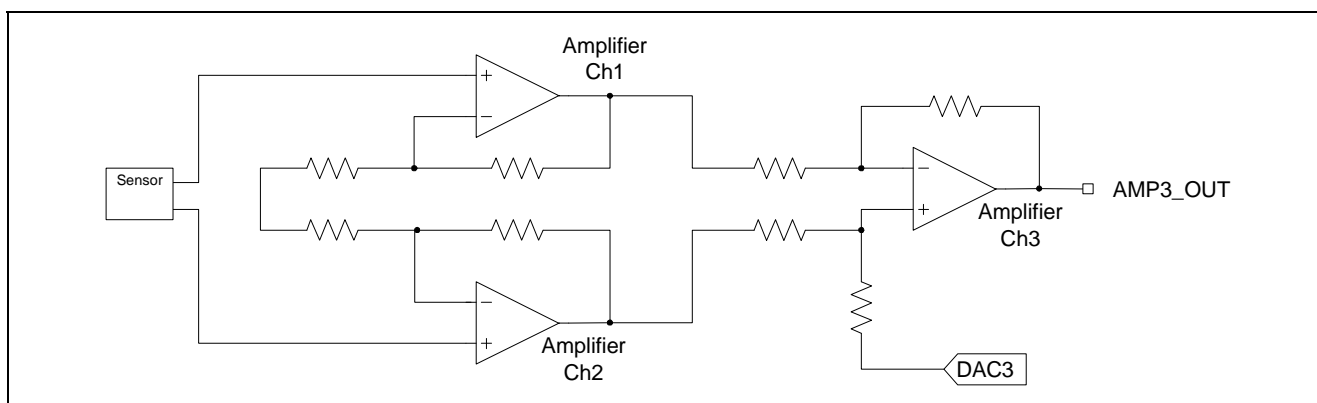 Amplifier
Ch1
+
−
Sensor
−
+
AMP3_OUT
Amplifier
Ch3
−
+
Amplifier
Ch2
DAC3